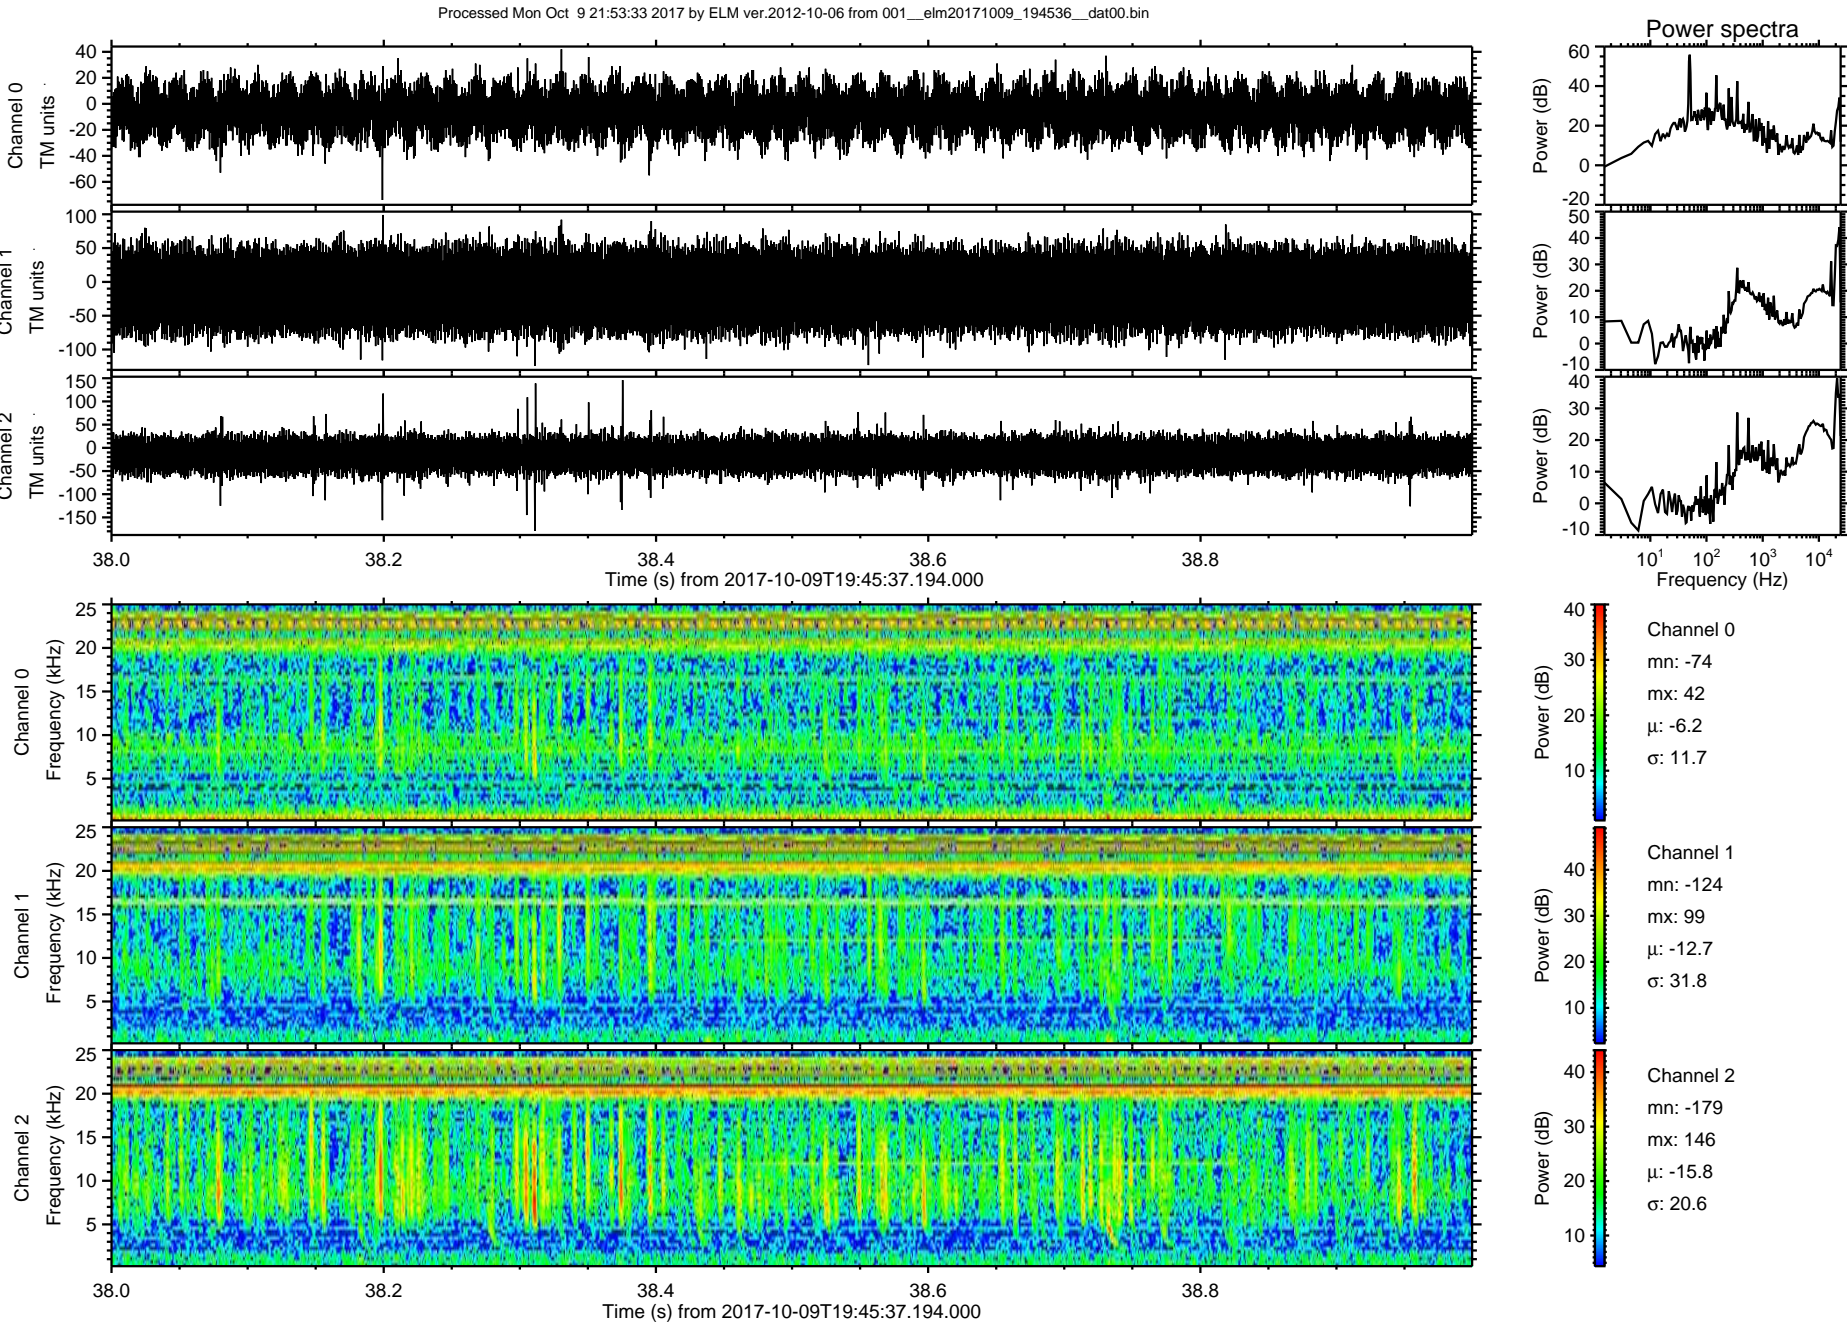 Processed Mon Oct  9 21:53:33 2017 by ELM ver.2012-10-06 from 001__elm20171009_194536__dat00.bin
Power spectra
Channel 0
TM units
40
20
0
-20
-40
-60
Power (dB)
60
40
20
0
-20
Channel 1
TM units
100
50
0
-50
-100
Power (dB)
50
40
30
20
10
0
-10
Channel 2
TM units
150
100
50
0
-50
-100
-150
Power (dB)
40
30
20
10
0
-10
38.0 38.2 38.4 38.6 38.8
Time (s) from 2017-10-09T19:45:37.194.000
10^1 10^2 10^3 10^4
Frequency (Hz)
Channel 0
Frequency (kHz)
25
20
15
10
5
Power (dB)
40
30
20
10
Channel 0
mn: -74
mx: 42
μ: -6.2
σ: 11.7
Channel 1
Frequency (kHz)
25
20
15
10
5
Power (dB)
40
30
20
10
Channel 1
mn: -124
mx: 99
μ: -12.7
σ: 31.8
Channel 2
Frequency (kHz)
25
20
15
10
5
Power (dB)
40
30
20
10
Channel 2
mn: -179
mx: 146
μ: -15.8
σ: 20.6
38.0 38.2 38.4 38.6 38.8
Time (s) from 2017-10-09T19:45:37.194.000